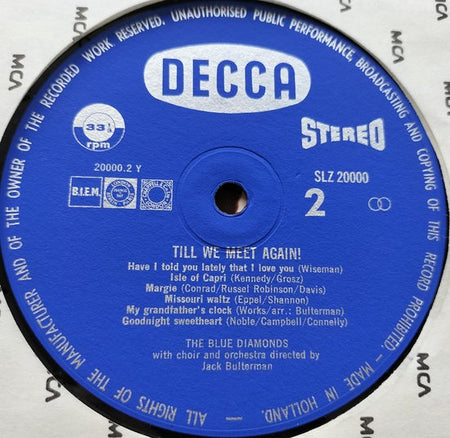 ALL RIGHTS OF THE MANUFACTURER AND OF THE OWNER OF THE RECORDED WORK RESERVED. UNAUTHORISED PUBLIC PERFORMANCE, BROADCASTING AND COPYING OF THIS RECORD PROHIBITED – MADE IN HOLLAND.
DECCA
33⅓
rpm
STEREO
20000.2 Y
SLZ 20000
B.I.E.M.
2
TILL WE MEET AGAIN!
Have I told you lately that I love you (Wiseman)
Isle of Capri (Kennedy/Grosz)
Margie (Conrad/Russel Robinson/Davis)
Missouri waltz (Eppel/Shannon)
My grandfather's clock (Works/arr.: Bulterman)
Goodnight sweetheart (Noble/Campbell/Connelly)
THE BLUE DIAMONDS
with choir and orchestra directed by
Jack Bulterman
MCA
MCA
MCA
MCA
MCA
MCA
MCA